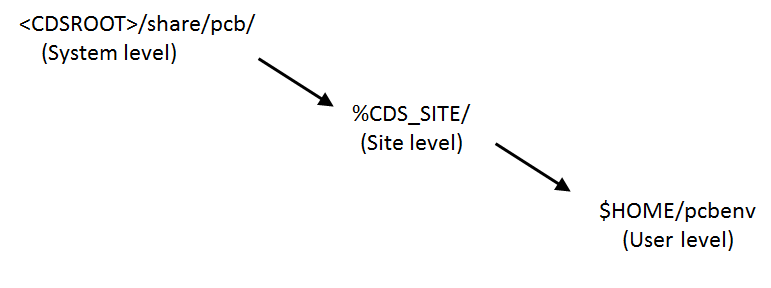 <CDSROOT>/share/pcb/
(System level)
%CDS_SITE/
(Site level)
$HOME/pcbenv
(User level)